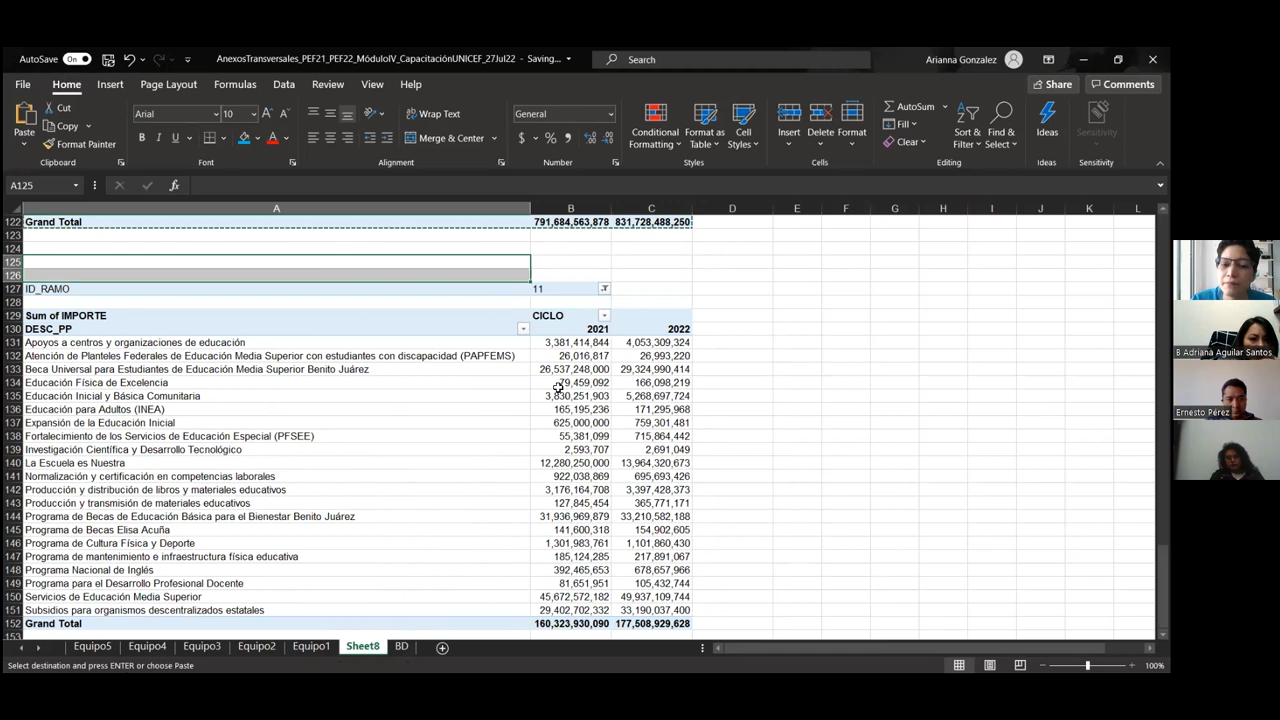 AutoSave On AnexosTransversales_PEF21_PEF22_MóduloIV_CapacitaciónUNICEF_27Jul22 - Saving... Search Arianna Gonzalez
File Home Insert Page Layout Formulas Data Review View Help Share Comments
Paste Cut Copy Format Painter Clipboard
Arial 10 B I U A Font
Wrap Text Merge & Center Alignment
General $ % Number
Conditional Formatting Format as Table Cell Styles Styles
Insert Delete Format Cells
AutoSum Fill Clear Sort & Filter Find & Select Editing
Ideas Ideas
Sensitivity Sensitivity
A125 fx
A B C D E F G H I J K L
122 Grand Total 791,684,563,878 831,728,488,250
123
124
125
126
127 ID_RAMO 11
128
129 Sum of IMPORTE CICLO
130 DESC_PP 2021 2022
131 Apoyos a centros y organizaciones de educación 3,381,414,844 4,053,309,324
132 Atención de Planteles Federales de Educación Media Superior con estudiantes con discapacidad (PAPFEMS) 26,016,817 26,993,220
133 Beca Universal para Estudiantes de Educación Media Superior Benito Juárez 26,537,248,000 29,324,990,414
134 Educación Física de Excelencia 79,459,092 166,098,219
135 Educación Inicial y Básica Comunitaria 3,830,251,903 5,268,697,724
136 Educación para Adultos (INEA) 165,195,236 171,295,968
137 Expansión de la Educación Inicial 625,000,000 759,301,481
138 Fortalecimiento de los Servicios de Educación Especial (PFSEE) 55,381,099 715,864,442
139 Investigación Científica y Desarrollo Tecnológico 2,593,707 2,691,049
140 La Escuela es Nuestra 12,280,250,000 13,964,320,673
141 Normalización y certificación en competencias laborales 922,038,869 695,693,426
142 Producción y distribución de libros y materiales educativos 3,176,164,708 3,397,428,373
143 Producción y transmisión de materiales educativos 127,845,454 365,771,171
144 Programa de Becas de Educación Básica para el Bienestar Benito Juárez 31,936,969,879 33,210,582,188
145 Programa de Becas Elisa Acuña 141,600,318 154,902,605
146 Programa de Cultura Física y Deporte 1,301,983,761 1,101,860,430
147 Programa de mantenimiento e infraestructura física educativa 185,124,285 217,891,067
148 Programa Nacional de Inglés 392,465,653 678,657,966
149 Programa para el Desarrollo Profesional Docente 81,651,951 105,432,744
150 Servicios de Educación Media Superior 45,672,572,182 49,937,109,744
151 Subsidios para organismos descentralizados estatales 29,402,702,332 33,190,037,400
152 Grand Total 160,323,930,090 177,508,929,628
153
Equipo5 Equipo4 Equipo3 Equipo2 Equipo1 Sheet8 BD
Select destination and press ENTER or choose Paste 100%
B Adriana Aguilar Santos
Ernesto Pérez